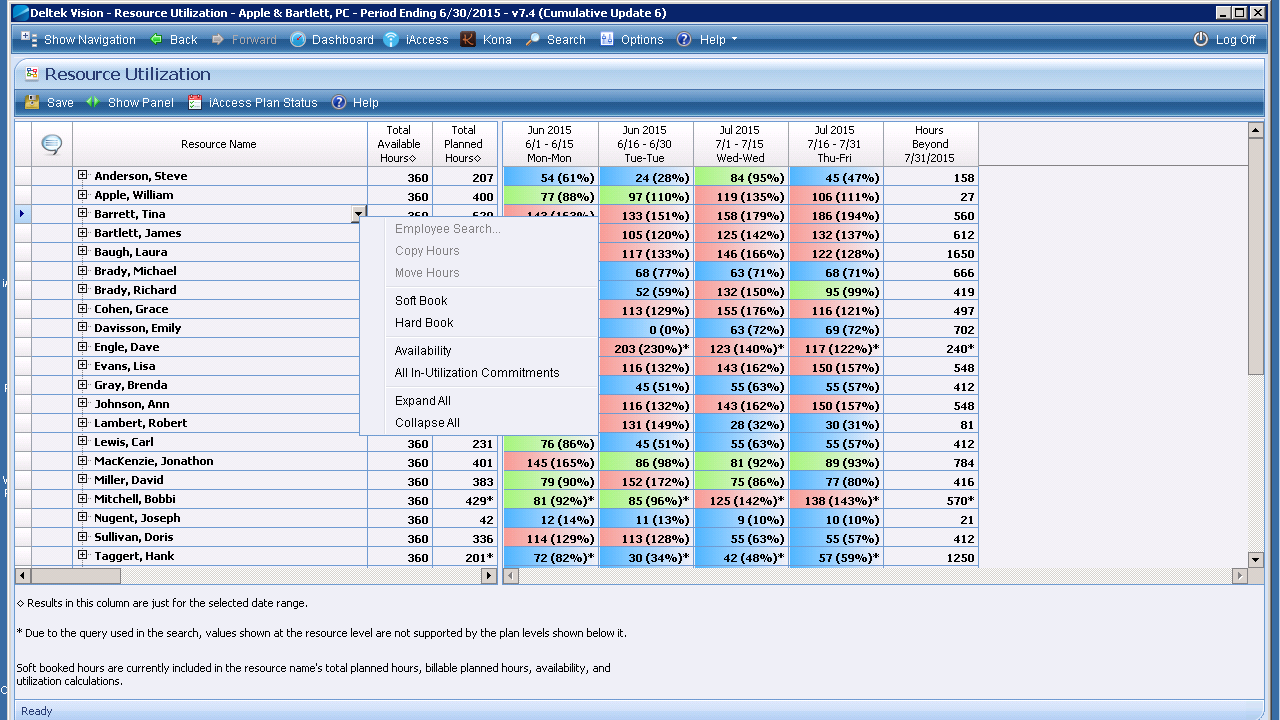 Deltek Vision - Resource Utilization - Apple & Bartlett, PC - Period Ending 6/30/2015 - v7.4 (Cumulative Update 6)
Show Navigation Back Forward Dashboard iAccess Kona Search Options Help Log Off
Resource Utilization
Save Show Panel iAccess Plan Status Help
Resource Name
Total Available Hours◇
Total Planned Hours◇
Jun 2015 6/1 - 6/15 Mon-Mon
Jun 2015 6/16 - 6/30 Tue-Tue
Jul 2015 7/1 - 7/15 Wed-Wed
Jul 2015 7/16 - 7/31 Thu-Fri
Hours Beyond 7/31/2015
Anderson, Steve 360 207 54 (61%) 24 (28%) 84 (95%) 45 (47%) 158
Apple, William 360 400 77 (88%) 97 (110%) 119 (135%) 106 (111%) 27
Barrett, Tina 133 (151%) 158 (179%) 186 (194%) 560
Bartlett, James 105 (120%) 125 (142%) 132 (137%) 612
Baugh, Laura 117 (133%) 146 (166%) 122 (128%) 1650
Brady, Michael 68 (77%) 63 (71%) 68 (71%) 666
Brady, Richard 52 (59%) 132 (150%) 95 (99%) 419
Cohen, Grace 113 (129%) 155 (176%) 116 (121%) 497
Davisson, Emily 0 (0%) 63 (72%) 69 (72%) 702
Engle, Dave 203 (230%)* 123 (140%)* 117 (122%)* 240*
Evans, Lisa 116 (132%) 143 (162%) 150 (157%) 548
Gray, Brenda 45 (51%) 55 (63%) 55 (57%) 412
Johnson, Ann 116 (132%) 143 (162%) 150 (157%) 548
Lambert, Robert 131 (149%) 28 (32%) 30 (31%) 81
Lewis, Carl 360 231 76 (86%) 45 (51%) 55 (63%) 55 (57%) 412
MacKenzie, Jonathon 360 401 145 (165%) 86 (98%) 81 (92%) 89 (93%) 784
Miller, David 360 383 79 (90%) 152 (172%) 75 (86%) 77 (80%) 416
Mitchell, Bobbi 360 429* 81 (92%)* 85 (96%)* 125 (142%)* 138 (143%)* 570*
Nugent, Joseph 360 42 12 (14%) 11 (13%) 9 (10%) 10 (10%) 21
Sullivan, Doris 360 336 114 (129%) 113 (128%) 55 (63%) 55 (57%) 412
Taggert, Hank 360 201* 72 (82%)* 30 (34%)* 42 (48%)* 57 (59%)* 1250
Employee Search...
Copy Hours
Move Hours
Soft Book
Hard Book
Availability
All In-Utilization Commitments
Expand All
Collapse All
◇ Results in this column are just for the selected date range.
* Due to the query used in the search, values shown at the resource level are not supported by the plan levels shown below it.
Soft booked hours are currently included in the resource name's total planned hours, billable planned hours, availability, and
utilization calculations.
Ready